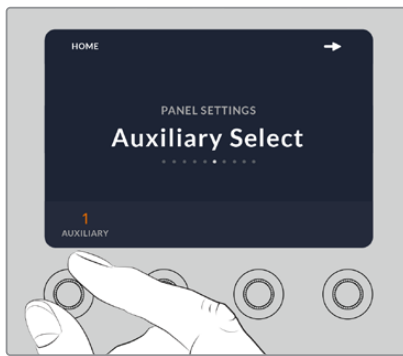 HOME
PANEL SETTINGS
Auxiliary Select
1
AUXILIARY